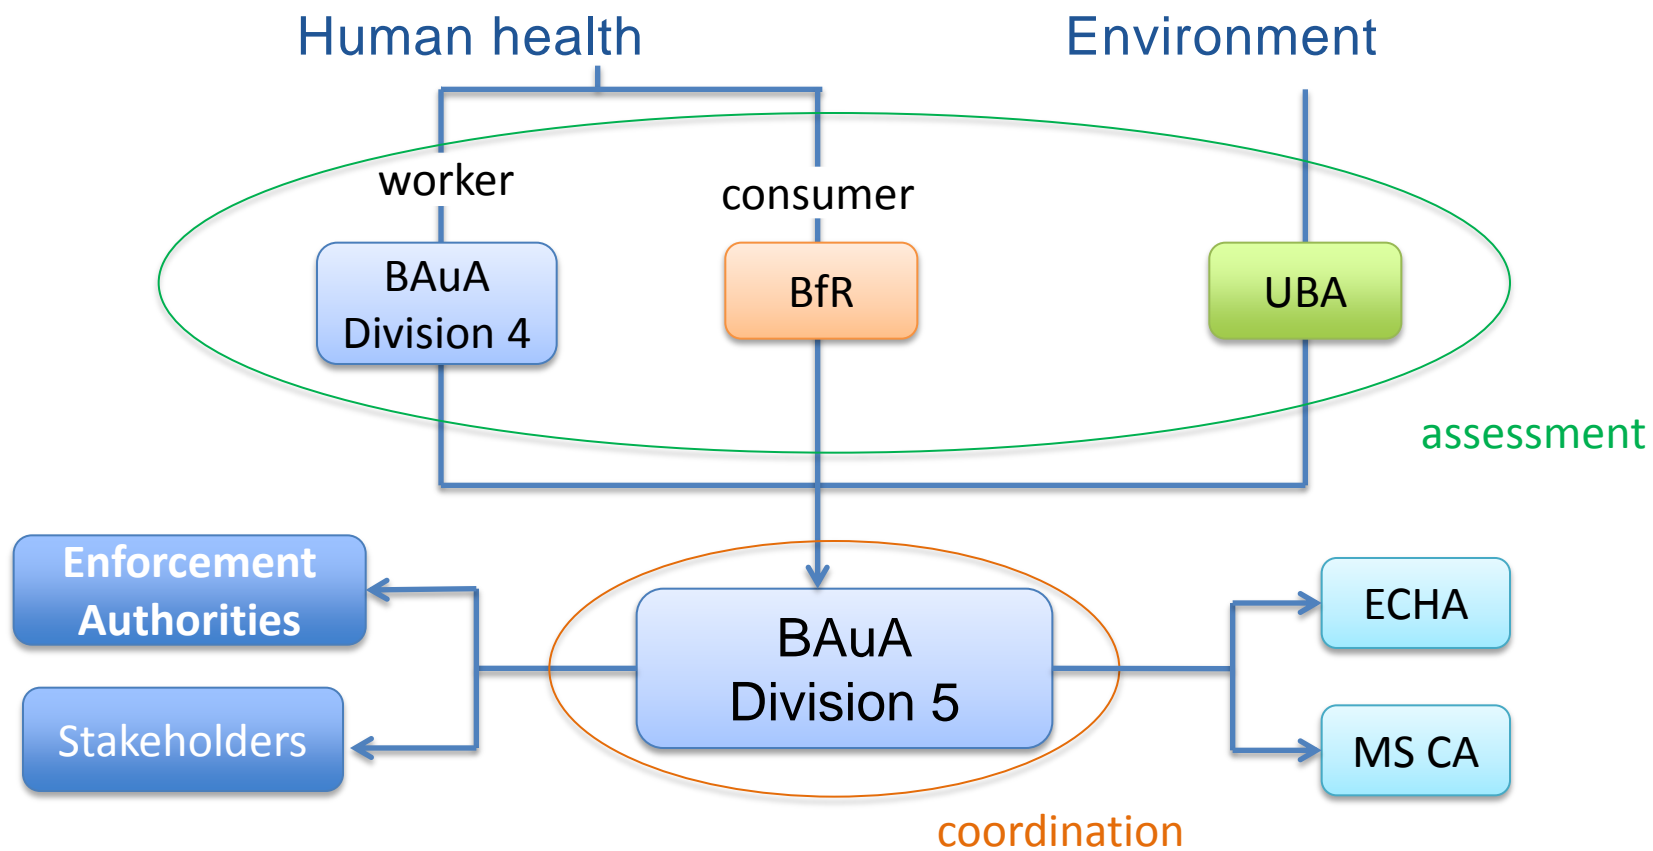 Human health
Environment
worker
consumer
BAuA
Division 4
BfR
UBA
assessment
Enforcement
Authorities
Stakeholders
BAuA
Division 5
ECHA
MS CA
coordination